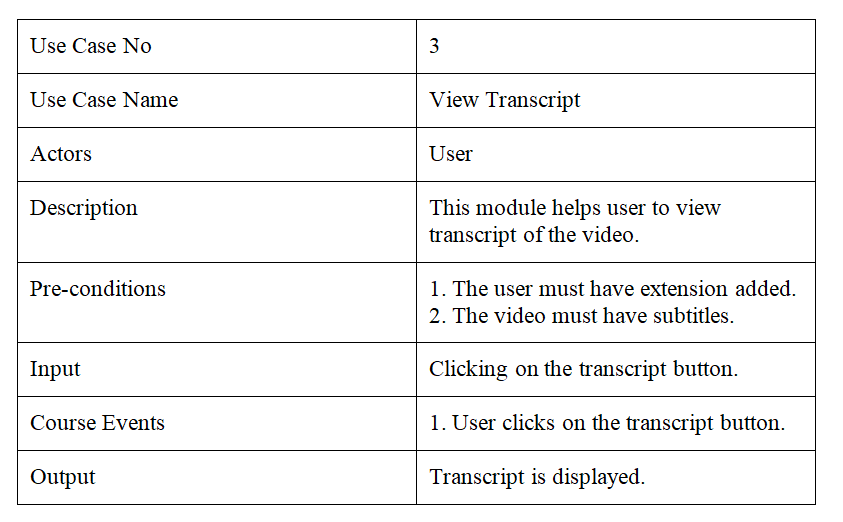 Use Case No 3
Use Case Name View Transcript
Actors User
Description This module helps user to view
transcript of the video.
Pre-conditions 1. The user must have extension added.
2. The video must have subtitles.
Input Clicking on the transcript button.
Course Events 1. User clicks on the transcript button.
Output Transcript is displayed.